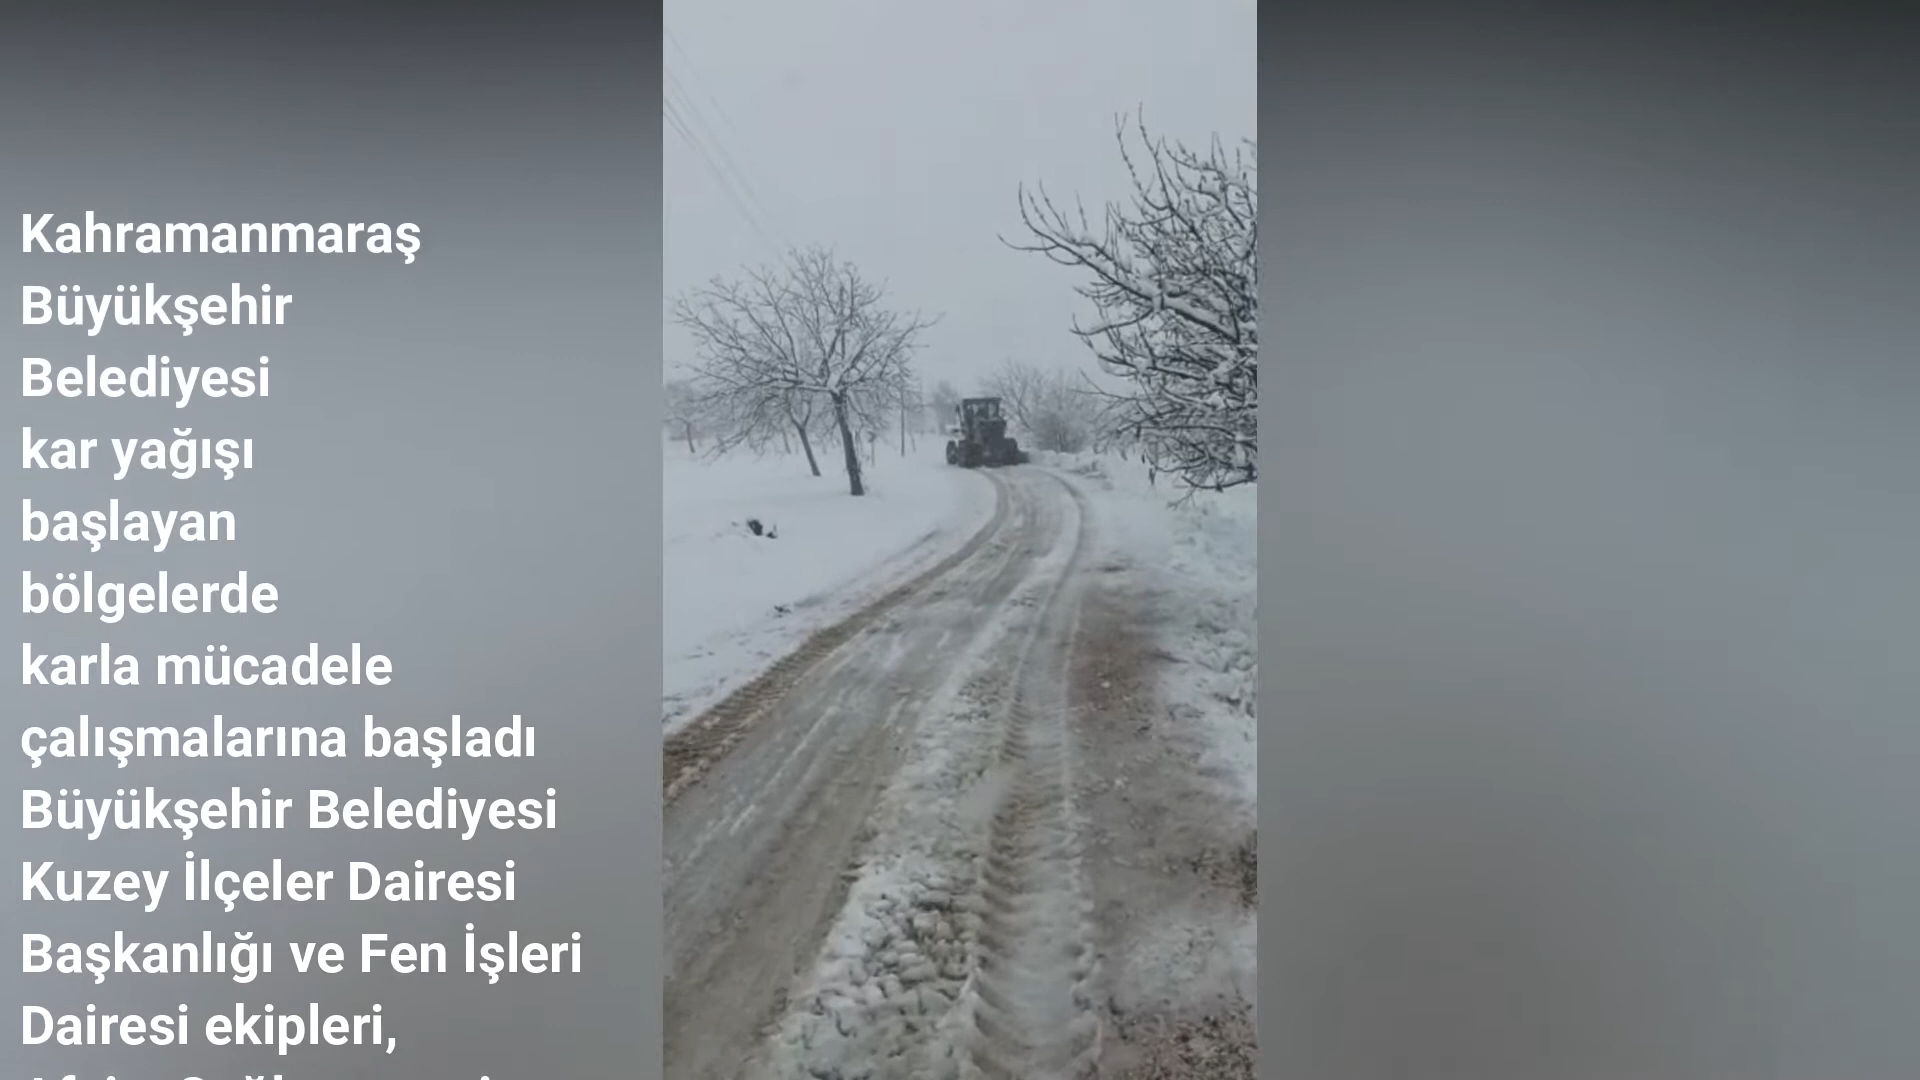 Kahramanmaraş
Büyükşehir
Belediyesi
kar yağışı
başlayan
bölgelerde
karla mücadele
çalışmalarına başladı
Büyükşehir Belediyesi
Kuzey İlçeler Dairesi
Başkanlığı ve Fen İşleri
Dairesi ekipleri,